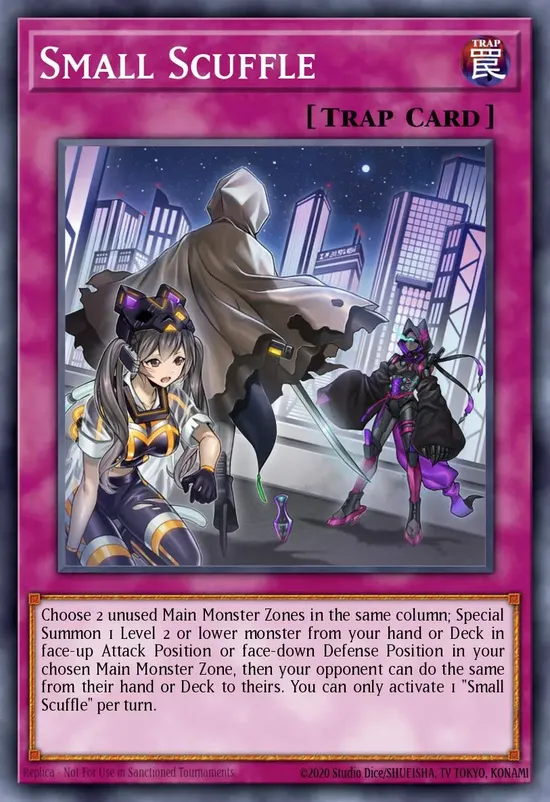 SMALL SCUFFLE
TRAP
罠
[TRAP CARD]
Choose 2 unused Main Monster Zones in the same column; Special
Summon 1 Level 2 or lower monster from your hand or Deck in
face-up Attack Position or face-down Defense Position in your
chosen Main Monster Zone, then your opponent can do the same
from their hand or Deck to theirs. You can only activate 1 "Small
Scuffle" per turn.
Replica - Not For Use in Sanctioned Tournaments
©2020 Studio Dice/SHUEISHA, TV TOKYO, KONAMI